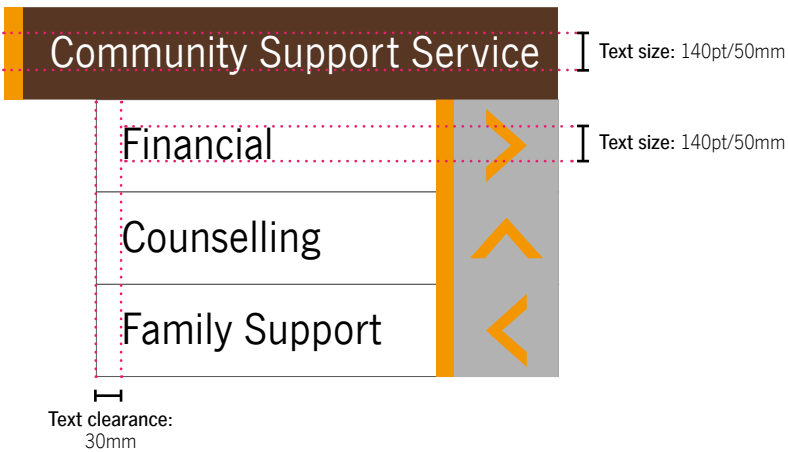 Community Support Service
Text size: 140pt/50mm
Financial
Text size: 140pt/50mm
Counselling
Family Support
Text clearance:
30mm